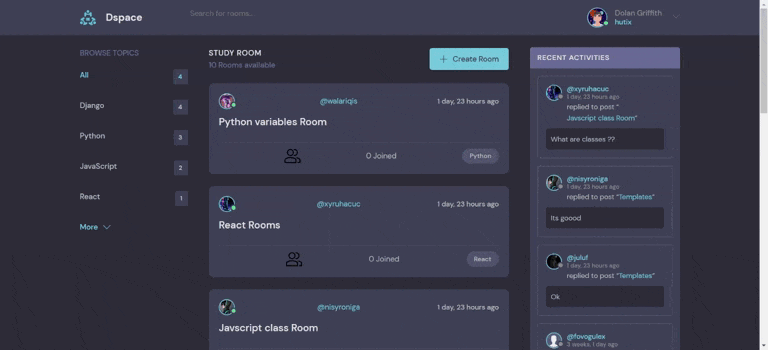 Dspace
Search for rooms..
Dolan Griffith
hutix
BROWSE TOPICS
All 4
Django 4
Python 3
JavaScript 2
React 1
More
STUDY ROOM
10 Rooms available
Create Room
@walariqis 1 day, 23 hours ago
Python variables Room
0 Joined Python
@xyruhacuc 1 day, 23 hours ago
React Rooms
0 Joined React
@nisyroniga 1 day, 23 hours ago
Javscript class Room
RECENT ACTIVITIES
@xyruhacuc
1 day, 23 hours ago
replied to post “
Javscript class Room”
What are classes ??
@nisyroniga
1 day, 23 hours ago
replied to post “Templates”
Its goood
@juluf
1 day, 23 hours ago
replied to post “Templates”
Ok
@fovogulex
3 weeks, 1 day ago